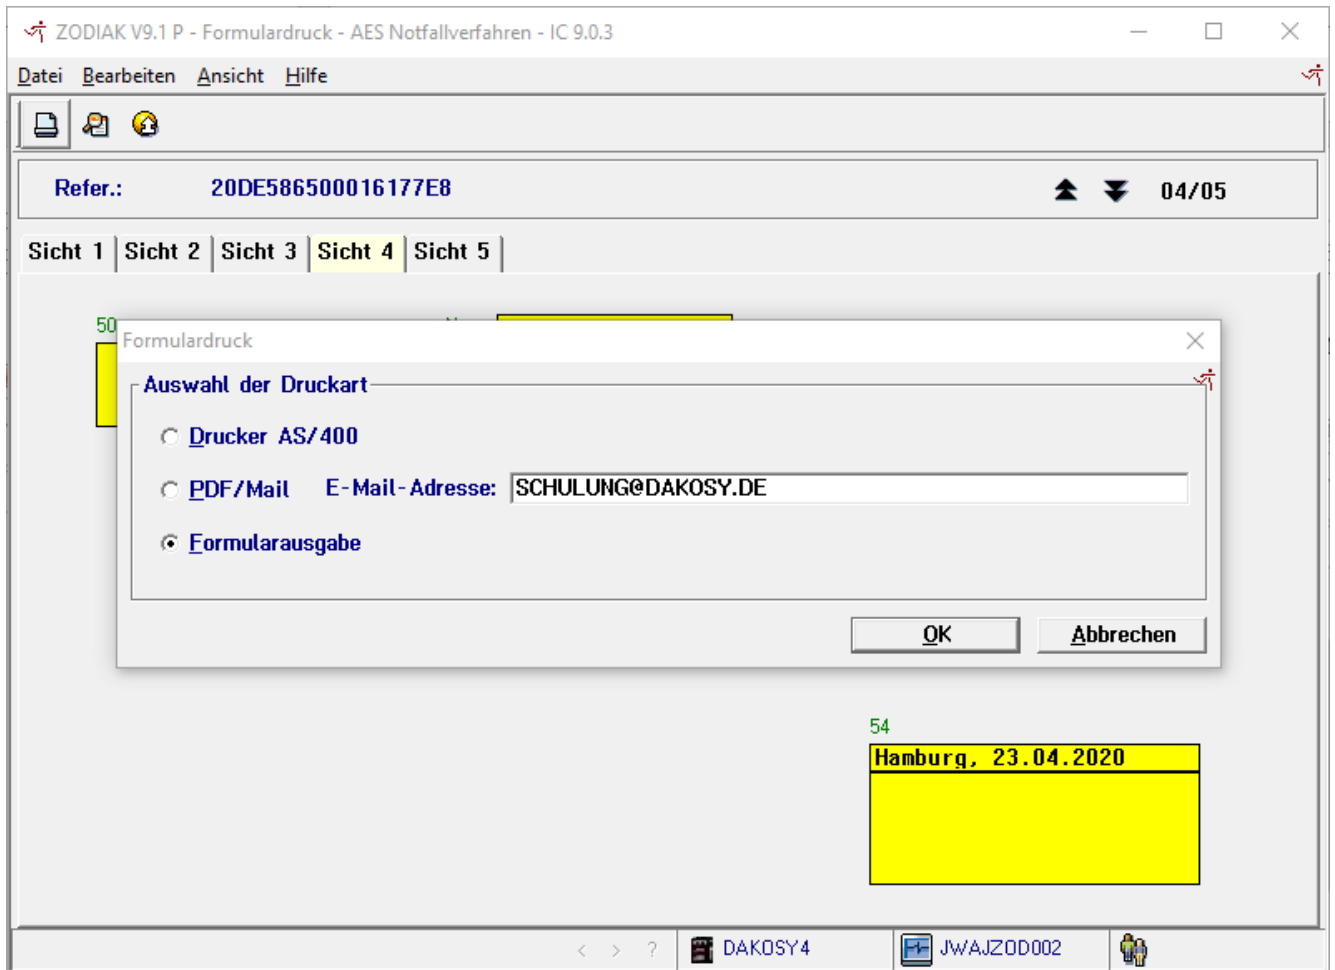 ZODIAK V9.1 P - Formulardruck - AES Notfallverfahren - IC 9.0.3
Datei Bearbeiten Ansicht Hilfe
Refer.: 20DE586500016177E8 04/05
Sicht 1 Sicht 2 Sicht 3 Sicht 4 Sicht 5
50
Formulardruck
Auswahl der Druckart
Drucker AS/400
PDF/Mail E-Mail-Adresse: SCHULUNG@DAKOSY.DE
Formularausgabe
OK Abbrechen
54
Hamburg, 23.04.2020
< > ? DAKOSY4 JWAJZOD002